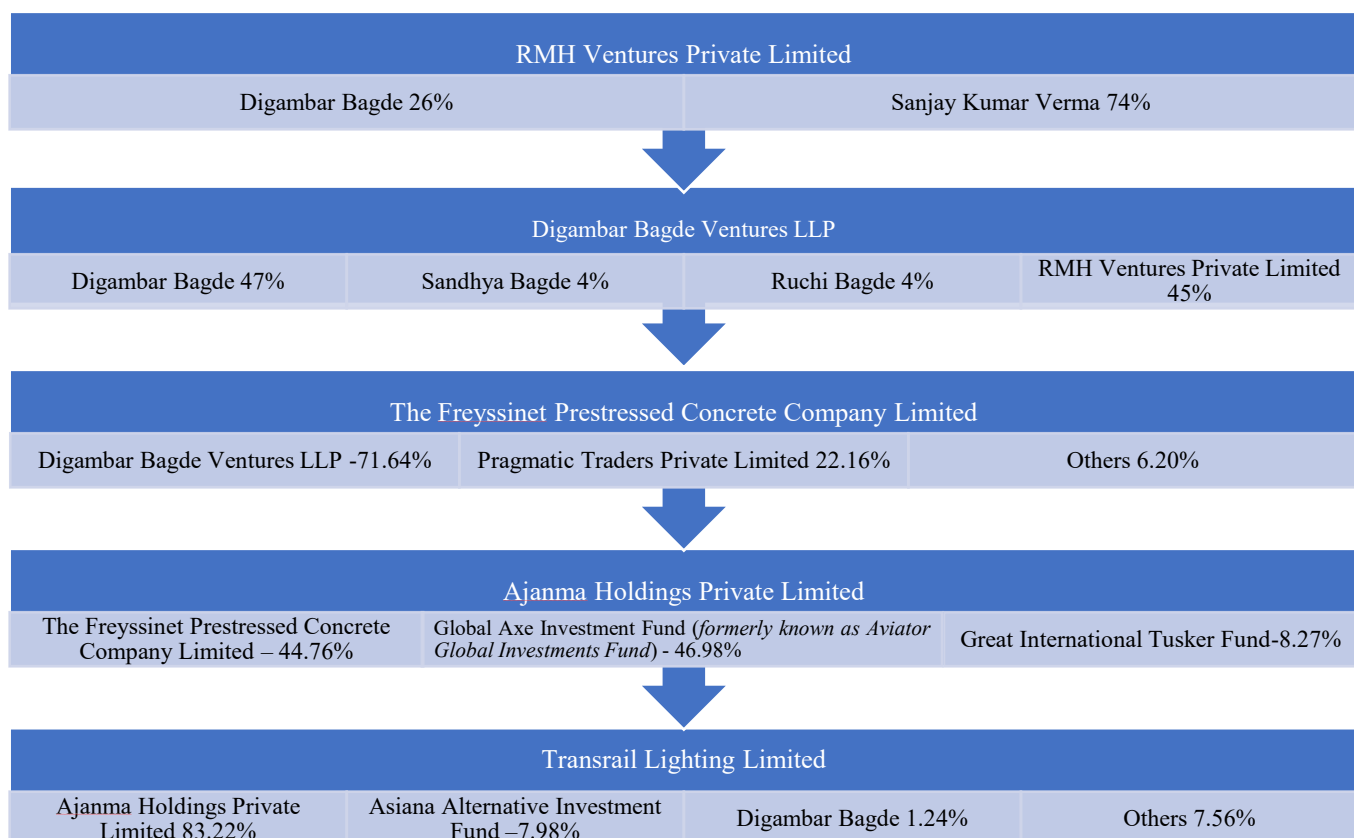 RMH Ventures Private Limited
Digambar Bagde 26%
Sanjay Kumar Verma 74%
Digambar Bagde Ventures LLP
Digambar Bagde 47%
Sandhya Bagde 4%
Ruchi Bagde 4%
RMH Ventures Private Limited
45%
The Freyssinet Prestressed Concrete Company Limited
Digambar Bagde Ventures LLP -71.64%
Pragmatic Traders Private Limited 22.16%
Others 6.20%
Ajanma Holdings Private Limited
The Freyssinet Prestressed Concrete
Company Limited – 44.76%
Global Axe Investment Fund (formerly known as Aviator
Global Investments Fund) - 46.98%
Great International Tusker Fund-8.27%
Transrail Lighting Limited
Ajanma Holdings Private
Limited 83.22%
Asiana Alternative Investment
Fund –7.98%
Digambar Bagde 1.24%
Others 7.56%